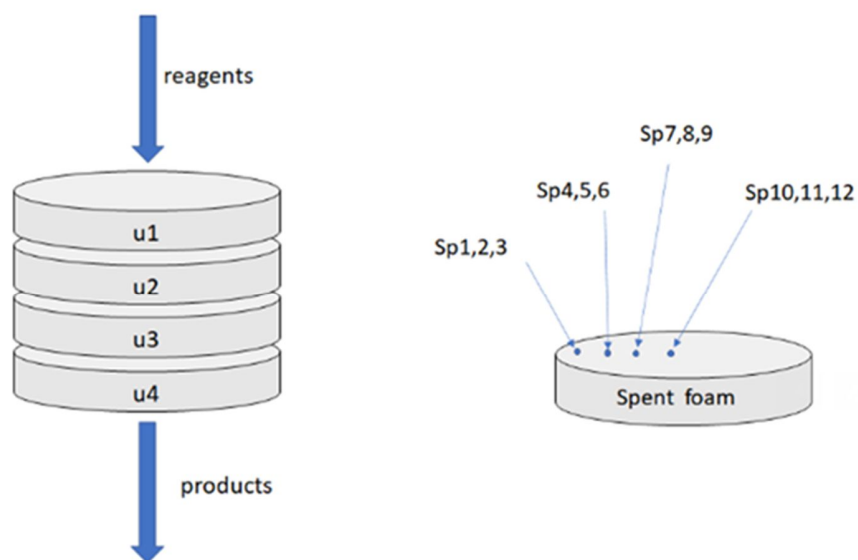 reagents
u1
u2
u3
u4
products
Sp7,8,9
Sp4,5,6
Sp10,11,12
Sp1,2,3
Spent foam